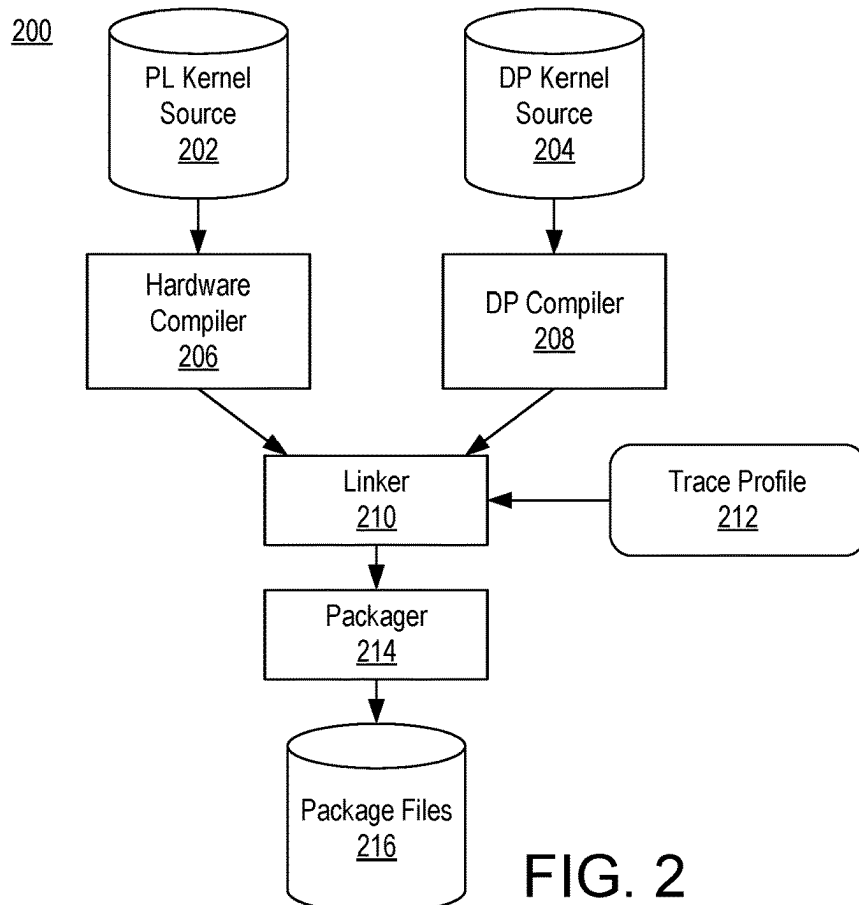 200
PL Kernel
Source
202
DP Kernel
Source
204
Hardware
Compiler
206
DP Compiler
208
Linker
210
Trace Profile
212
Packager
214
Package Files
216
FIG. 2